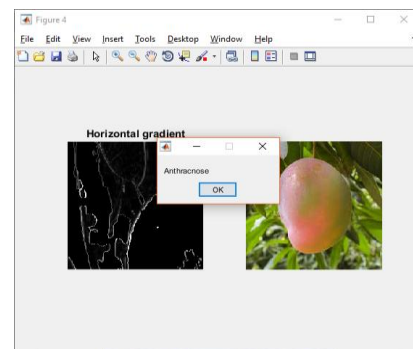 Figure 4
File Edit View Insert Tools Desktop Window Help
Horizontal gradient
Anthracnose
OK